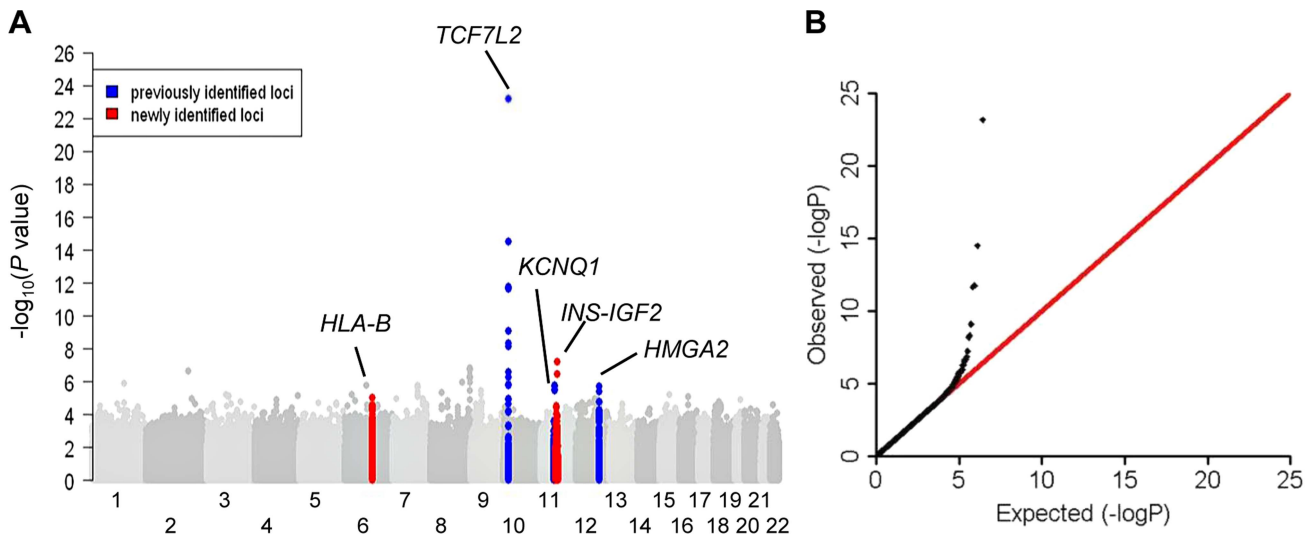 A
TCF7L2
26
24
22
20
18
16
14
12
10
8
6
4
2
0
-log10(P value)
previously identified loci
newly identified loci
KCNQ1
INS-IGF2
HLA-B
HMGA2
1 3 5 7 9 11 13 15 17 19 21
2 4 6 8 10 12 14 16 18 20 22
B
25
20
15
10
5
0
Observed (-logP)
0 5 10 15 20 25
Expected (-logP)